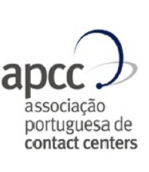 apcc
associação
portuguesa de
contact centers